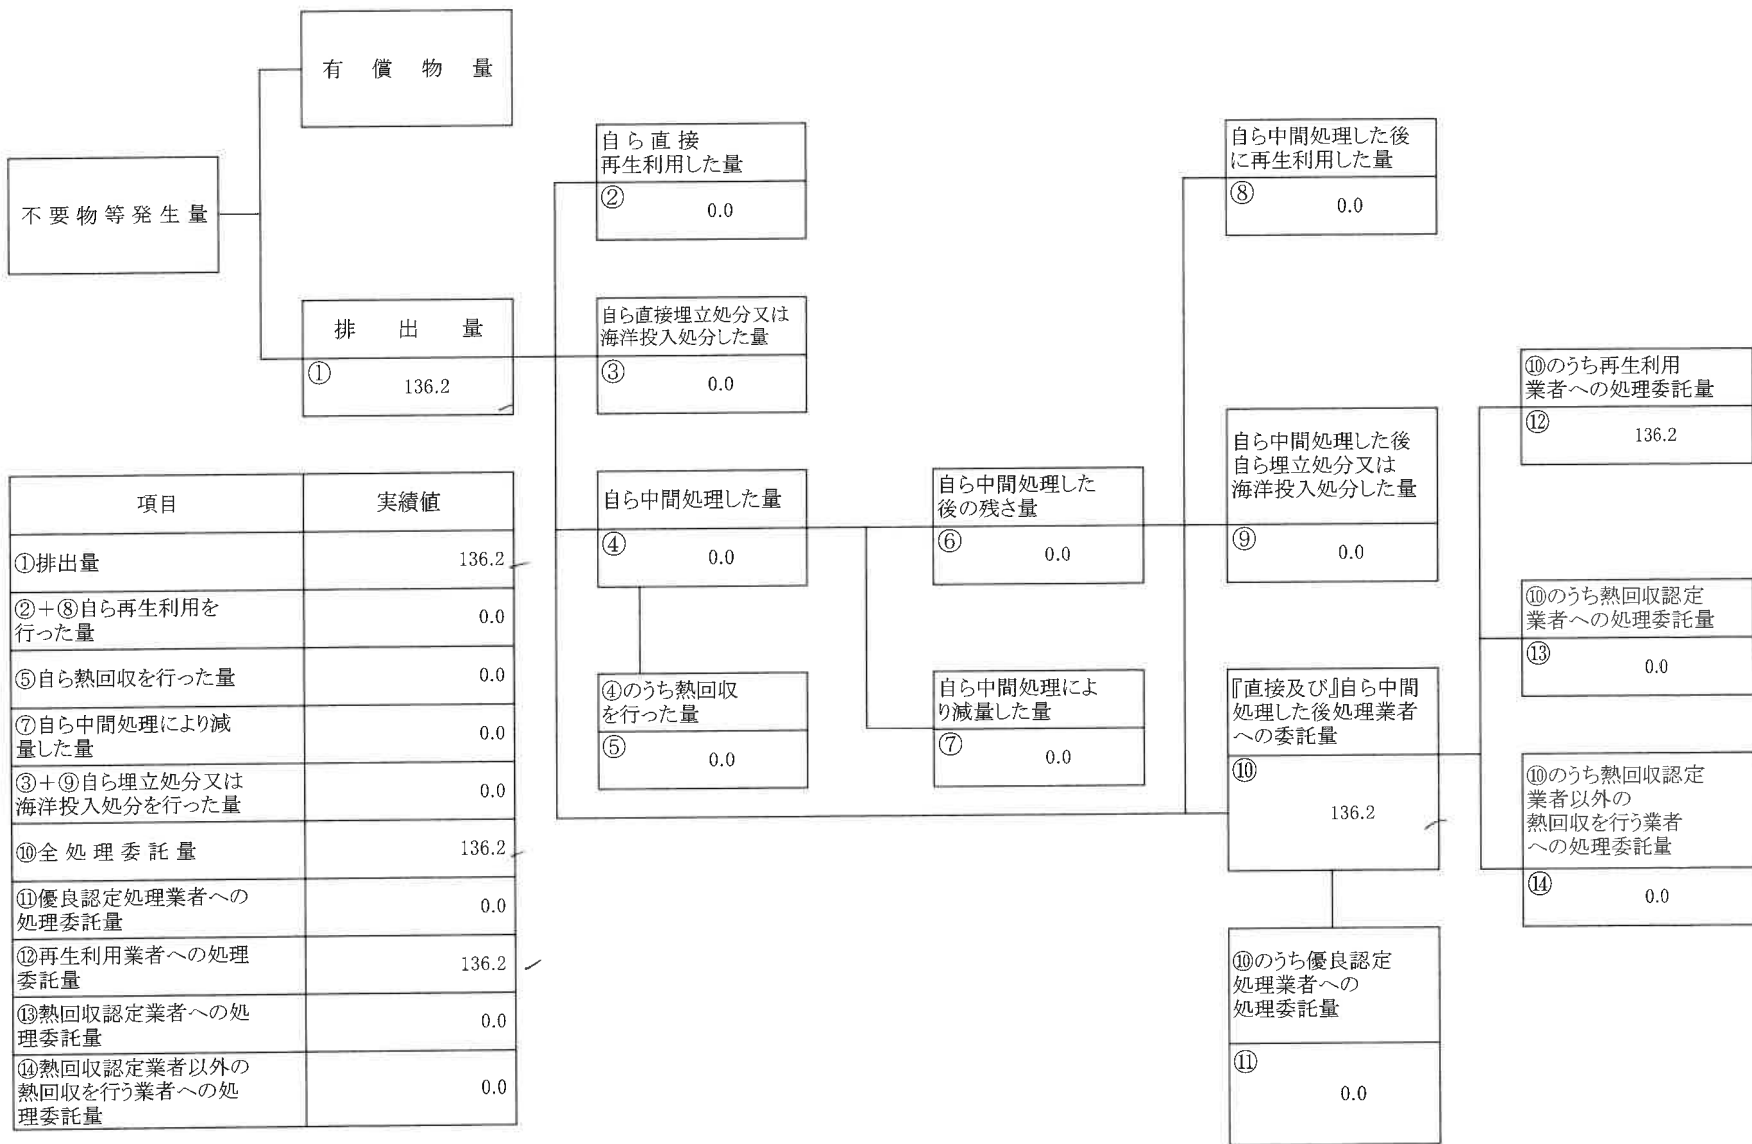 有償物量
不要物等発生量
排出量
①
136.2
自ら直接
再生利用した量
②
0.0
自ら直接埋立処分又は
海洋投入処分した量
③
0.0
自ら中間処理した量
④
0.0
④のうち熱回収
を行った量
⑤
0.0
自ら中間処理した
後の残さ量
⑥
0.0
自ら中間処理によ
り減量した量
⑦
0.0
自ら中間処理した後
に再生利用した量
⑧
0.0
自ら中間処理した後
自ら埋立処分又は
海洋投入処分した量
⑨
0.0
『直接及び』自ら中間
処理した後処理業者
への委託量
⑩
136.2
⑩のうち優良認定
処理業者への
処理委託量
⑪
0.0
⑩のうち再生利用
業者への処理委託量
⑫
136.2
⑩のうち熱回収認定
業者への処理委託量
⑬
0.0
⑩のうち熱回収認定
業者以外の
熱回収を行う業者
への処理委託量
⑭
0.0
項目 実績値
①排出量 136.2
②+⑧自ら再生利用を
行った量 0.0
⑤自ら熱回収を行った量 0.0
⑦自ら中間処理により減
量した量 0.0
③+⑨自ら埋立処分又は
海洋投入処分を行った量 0.0
⑩全処理委託量 136.2
⑪優良認定処理業者への
処理委託量 0.0
⑫再生利用業者への処理
委託量 136.2
⑬熱回収認定業者への処
理委託量 0.0
⑭熱回収認定業者以外の
熱回収を行う業者への処
理委託量 0.0